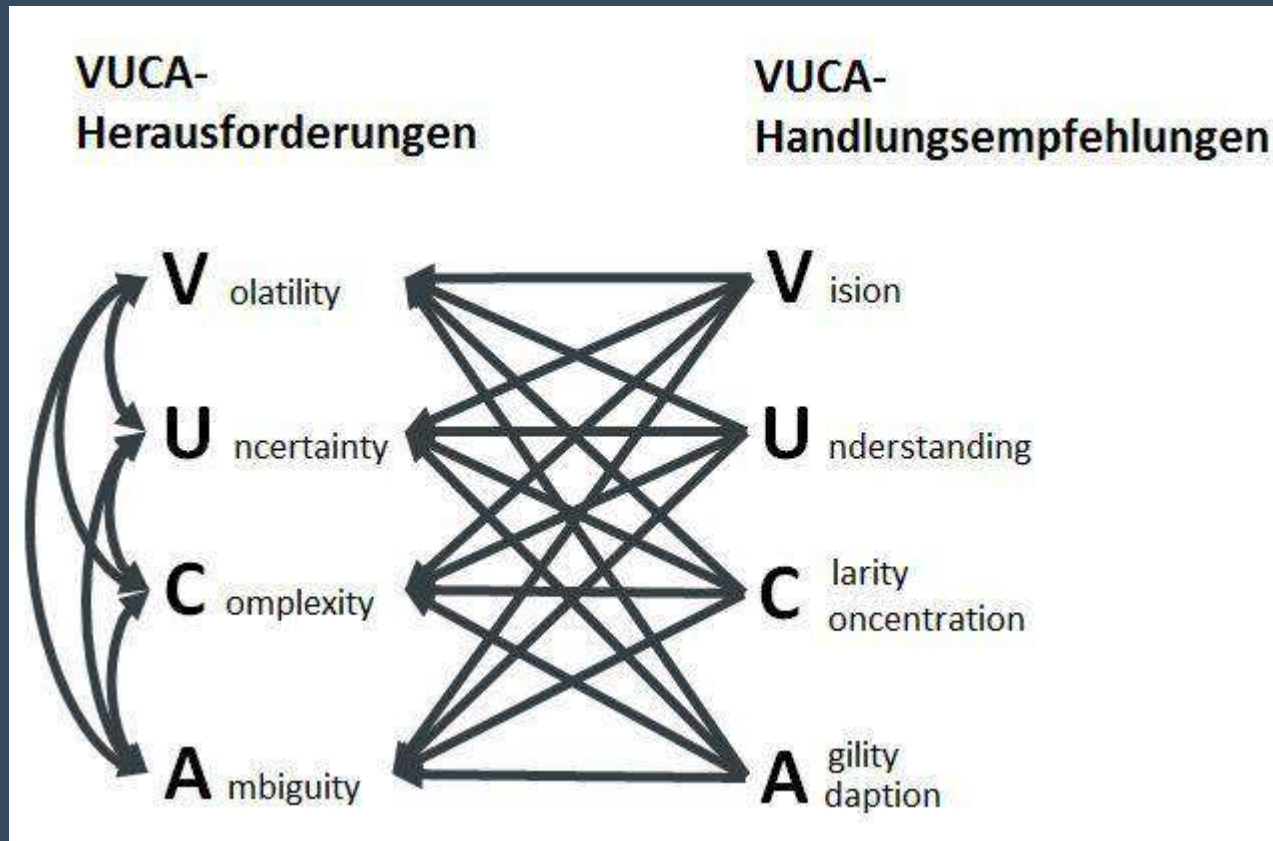 VUCA-
Herausforderungen
V olatility
U ncertainty
C omplexity
A mbiguity
VUCA-
Handlungsempfehlungen
V ision
U nderstanding
C larity
oncentration
A gility
daption